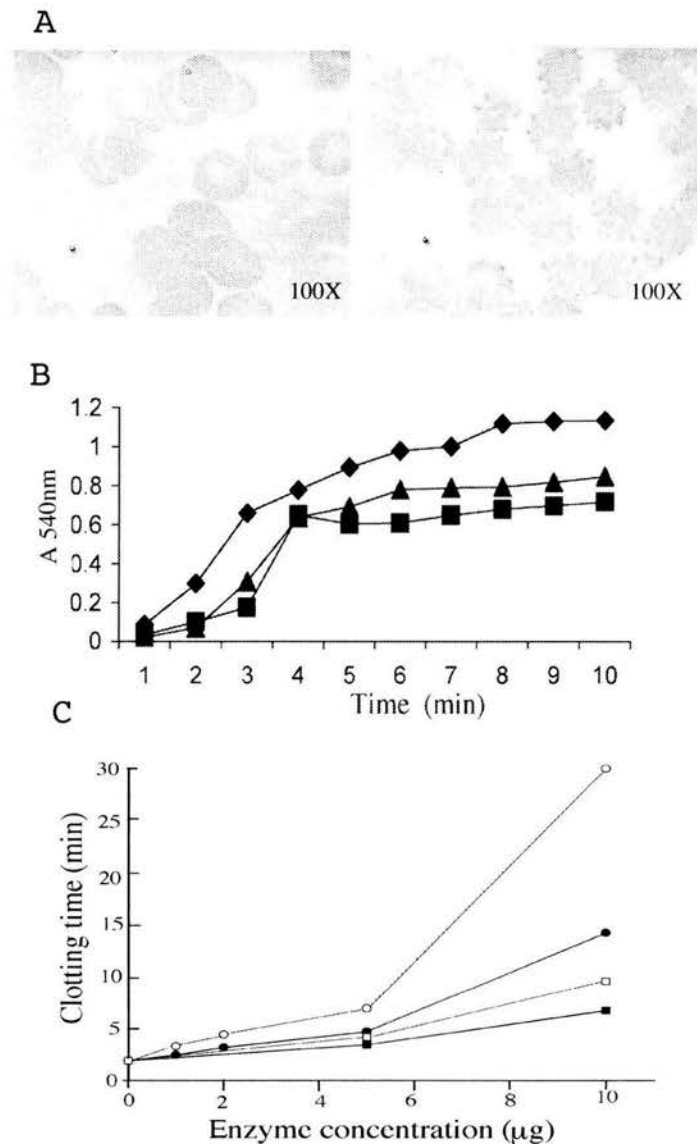 A
100X
100X
B
1.2
1
0.8
0.6
0.4
0.2
0
A 540nm
1 2 3 4 5 6 7 8 9 10
Time (min)
C
30
25
20
15
10
5
0
Clotting time (min)
0 2 4 6 8 10
Enzyme concentration (µg)